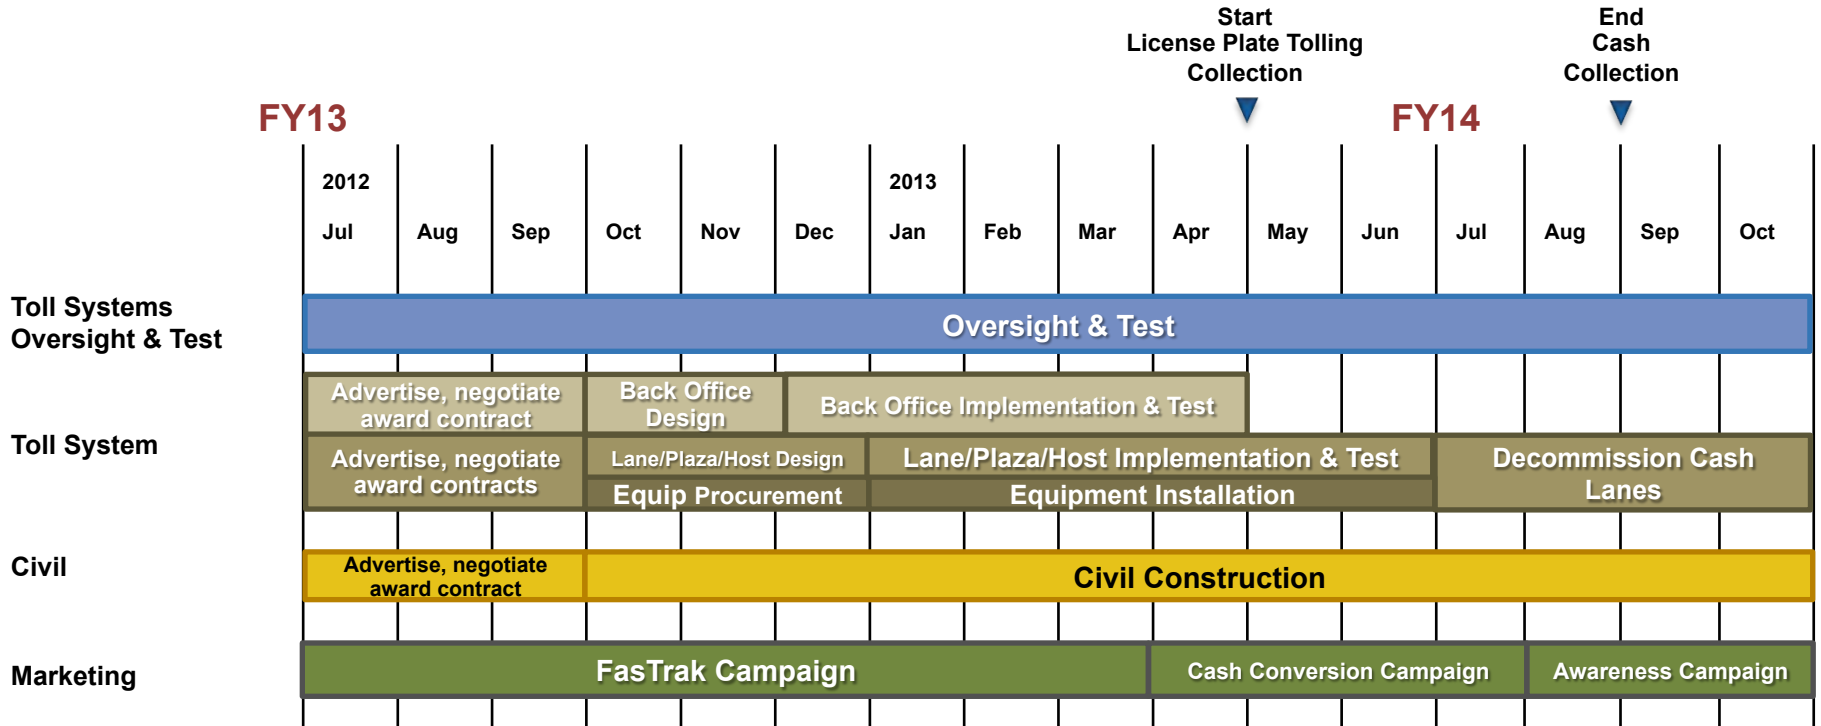 Start
License Plate Tolling
Collection
End
Cash
Collection
FY13
FY14
2012
2013
Jul
Aug
Sep
Oct
Nov
Dec
Jan
Feb
Mar
Apr
May
Jun
Jul
Aug
Sep
Oct
Toll Systems
Oversight & Test
Oversight & Test
Toll System
Advertise, negotiate
award contract
Back Office
Design
Back Office Implementation & Test
Advertise, negotiate
award contracts
Lane/Plaza/Host Design
Lane/Plaza/Host Implementation & Test
Decommission Cash
Lanes
Equip Procurement
Equipment Installation
Civil
Advertise, negotiate
award contract
Civil Construction
Marketing
FasTrak Campaign
Cash Conversion Campaign
Awareness Campaign